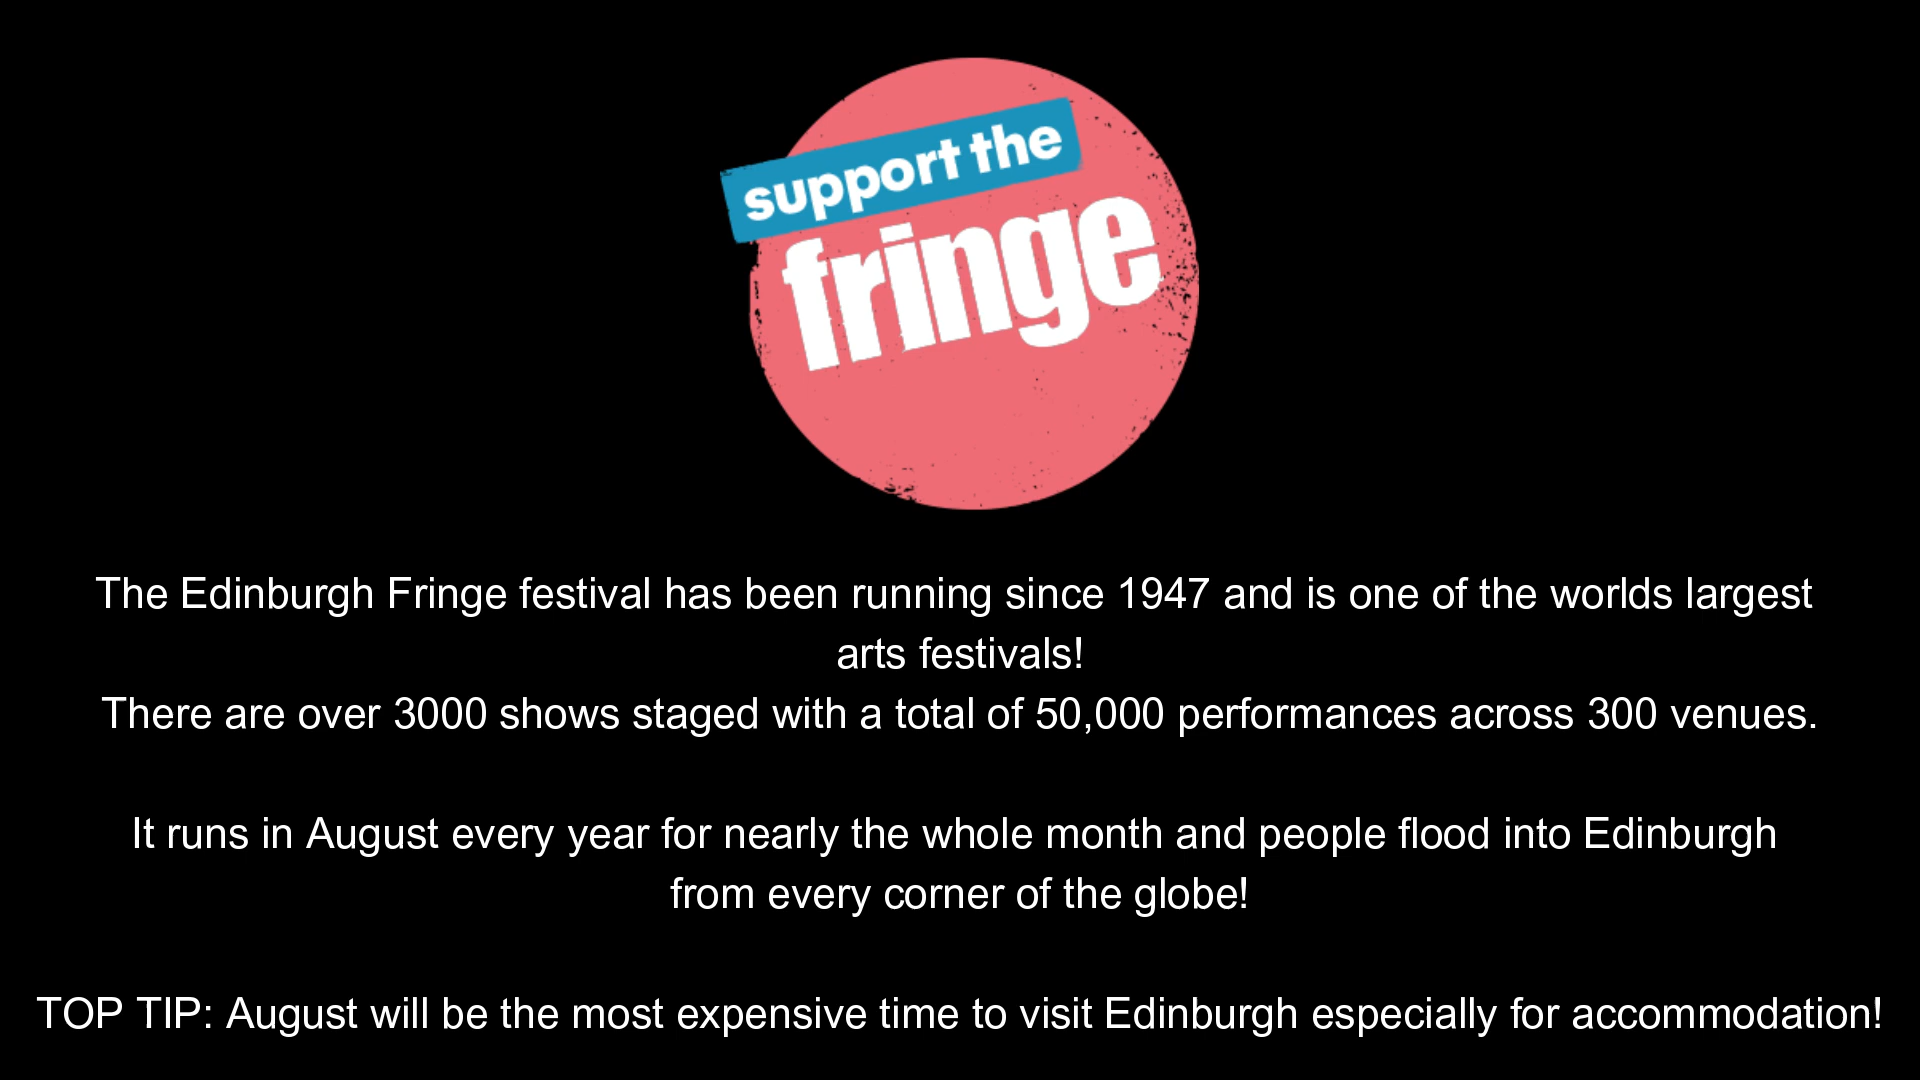 support the
fringe
The Edinburgh Fringe festival has been running since 1947 and is one of the worlds largest
arts festivals!
There are over 3000 shows staged with a total of 50,000 performances across 300 venues.
It runs in August every year for nearly the whole month and people flood into Edinburgh
from every corner of the globe!
TOP TIP: August will be the most expensive time to visit Edinburgh especially for accommodation!